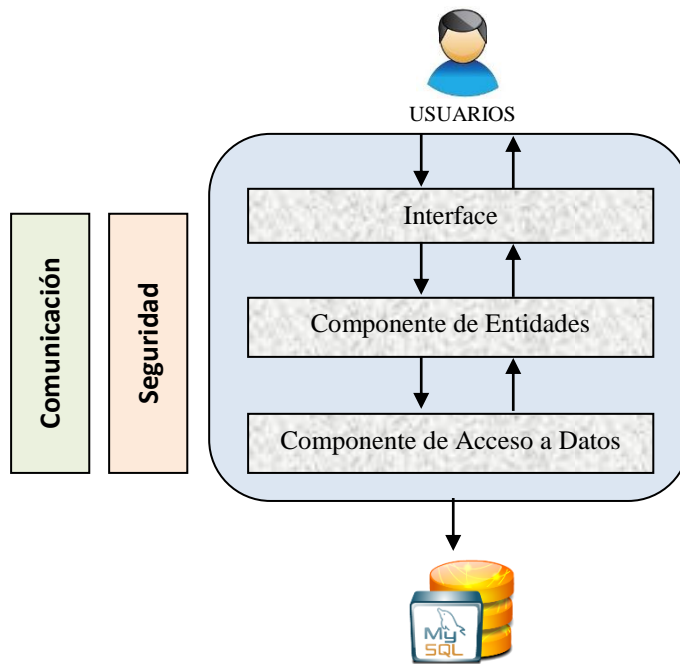 USUARIOS
Interface
Componente de Entidades
Componente de Acceso a Datos
Comunicación
Seguridad
My
SQL